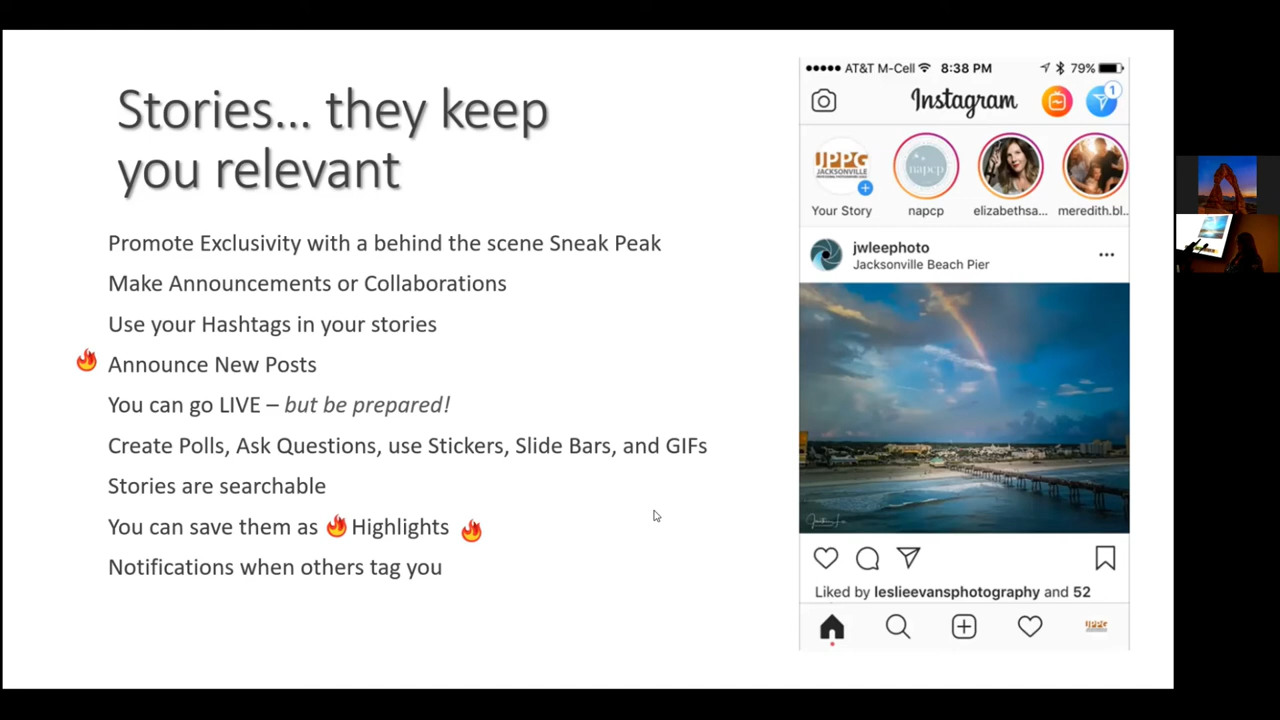 Stories... they keep
you relevant
Promote Exclusivity with a behind the scene Sneak Peak
Make Announcements or Collaborations
Use your Hashtags in your stories
Announce New Posts
You can go LIVE – but be prepared!
Create Polls, Ask Questions, use Stickers, Slide Bars, and GIFs
Stories are searchable
You can save them as 🔥Highlights 🔥
Notifications when others tag you
AT&T M-Cell 8:38 PM 79%
Instagram 1
JPPG
JACKSONVILLE
napcp
Your Story napcp elizabethsa... meredith.bl..
jwleephoto
Jacksonville Beach Pier
Liked by leslieevansphotography and 52
JPPG